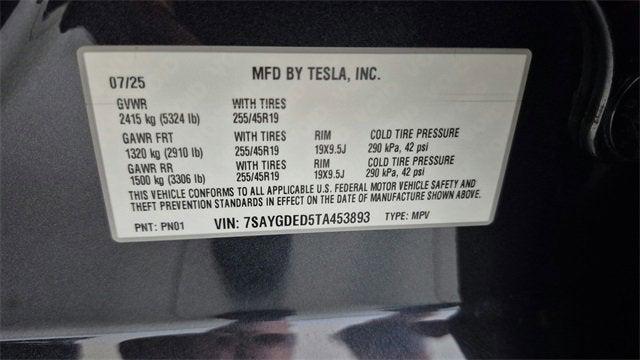 07/25 MFD BY TESLA, INC.
GVWR WITH TIRES
2415 kg (5324 lb) 255/45R19
GAWR FRT WITH TIRES RIM COLD TIRE PRESSURE
1320 kg (2910 lb) 255/45R19 19X9.5J 290 kPa, 42 psi
GAWR RR WITH TIRES RIM COLD TIRE PRESSURE
1500 kg (3306 lb) 255/45R19 19X9.5J 290 kPa, 42 psi
THIS VEHICLE CONFORMS TO ALL APPLICABLE U.S. FEDERAL MOTOR VEHICLE SAFETY AND
THEFT PREVENTION STANDARDS IN EFFECT ON THE DATE OF MANUFACTURE SHOWN ABOVE.
PNT: PN01 VIN: 7SAYGDED5TA453893 TYPE: MPV